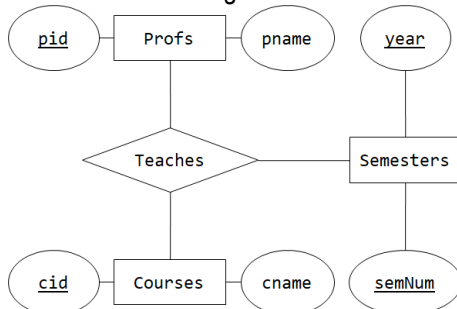 pid
Profs
pname
year
Teaches
Semesters
cid
Courses
cname
semNum